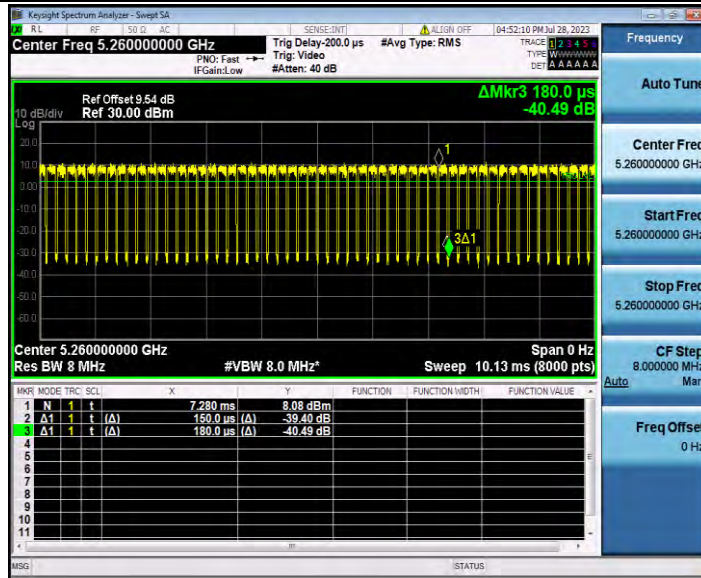 Keysight Spectrum Analyzer - Swept SA
RL RF 50 Ω AC SENSE:INT ALIGN OFF 04:52:10 PM Jul 28, 2023
Center Freq 5.260000000 GHz
PNO: Fast
IFGain:Low
Trig Delay-200.0 µs
Trig: Video
#Atten: 40 dB
#Avg Type: RMS
TRACE 1 2 3 4 5 6
TYPE WWWWWW
DET A A A A A A
Frequency
Auto Tune
Center Freq
5.260000000 GHz
Start Freq
5.260000000 GHz
Stop Freq
5.260000000 GHz
CF Step
8.000000 MHz
Auto Man
Freq Offset
0 Hz
10 dB/div
Log
Ref Offset 9.54 dB
Ref 30.00 dBm
ΔMkr3 180.0 µs
-40.49 dB
20.0
10.0
0.00
-10.0
-20.0
-30.0
-40.0
-50.0
-60.0
1
3Δ1
Center 5.260000000 GHz Span 0 Hz
Res BW 8 MHz #VBW 8.0 MHz* Sweep 10.13 ms (8000 pts)
MKR MODE TRC SCL X Y FUNCTION FUNCTION WIDTH FUNCTION VALUE
1 N 1 t 7.280 ms 8.08 dBm
2 Δ1 1 t (Δ) 150.0 µs (Δ) -39.40 dB
3 Δ1 1 t (Δ) 180.0 µs (Δ) -40.49 dB
4
5
6
7
8
9
10
11
MSG STATUS